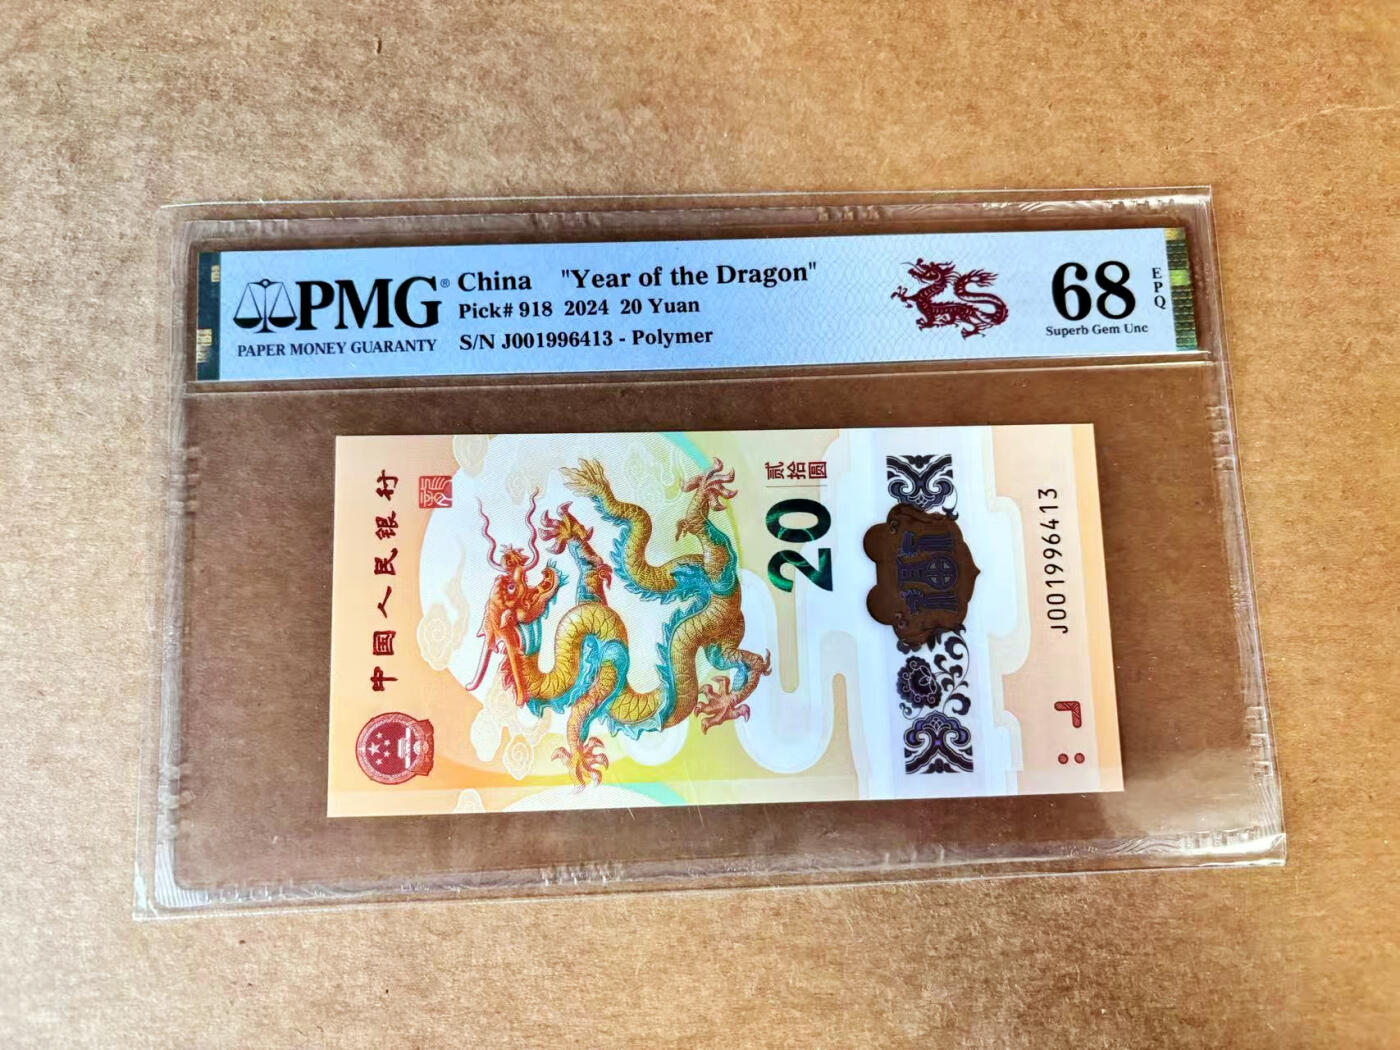 PMG®
PAPER MONEY GUARANTY
China "Year of the Dragon"
Pick# 918 2024 20 Yuan
S/N J001996413 - Polymer
68
EPQ
Superb Gem Unc
中国人民银行
贰拾圆
20
福
J001996413